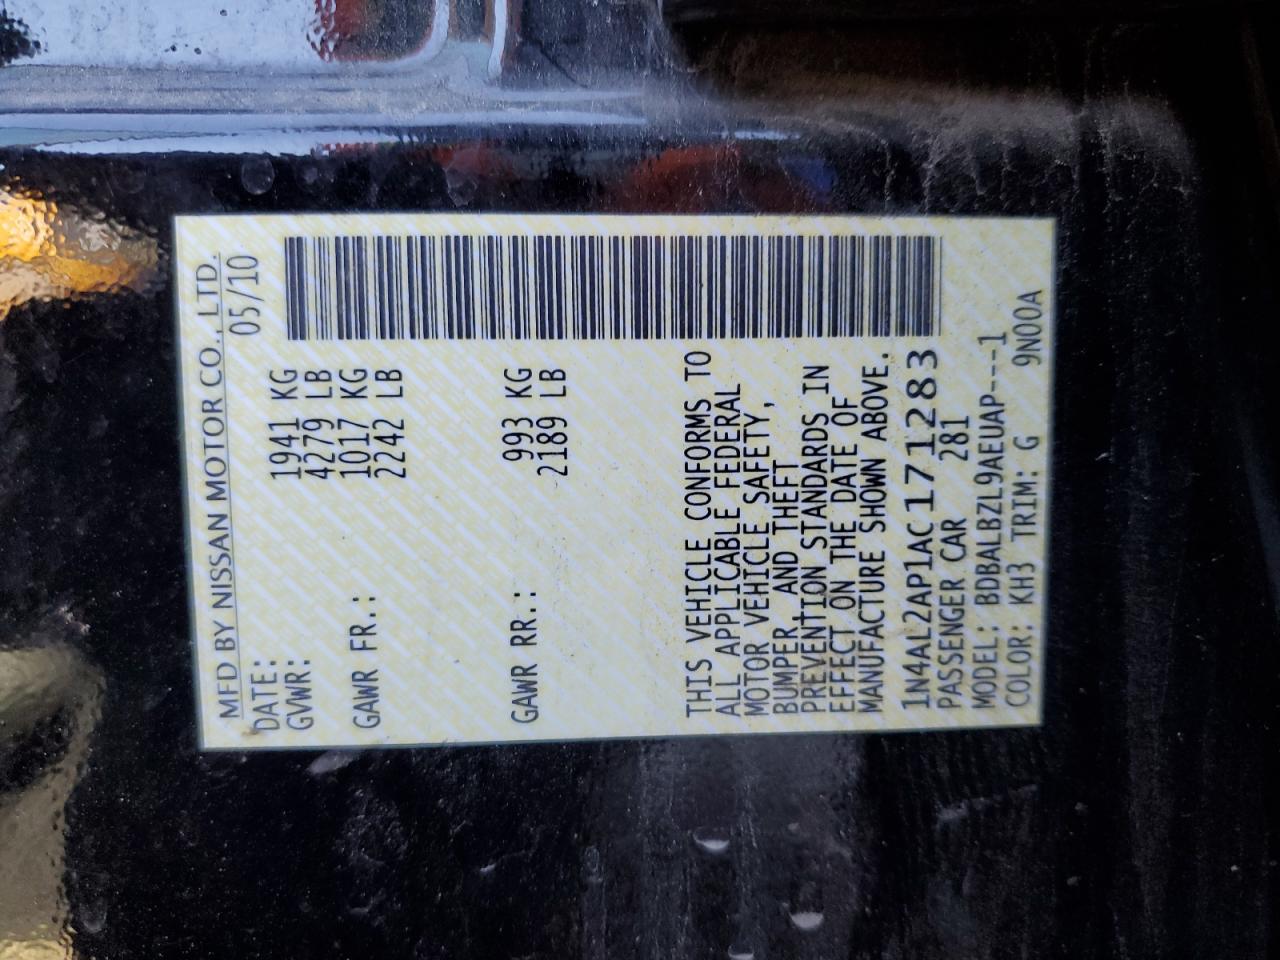 MFD BY NISSAN MOTOR CO., LTD.
DATE: 05/10
GVWR: 1941 KG
4279 LB
GAWR FR.: 1017 KG
2242 LB
GAWR RR.: 993 KG
2189 LB
THIS VEHICLE CONFORMS TO
ALL APPLICABLE FEDERAL
MOTOR VEHICLE SAFETY,
BUMPER, AND THEFT
PREVENTION STANDARDS IN
EFFECT ON THE DATE OF
MANUFACTURE SHOWN ABOVE.
1N4AL2AP1AC171283
PASSENGER CAR 281
MODEL: BDBALBZL9AEUAP---1
COLOR: KH3 TRIM: G 9N00A